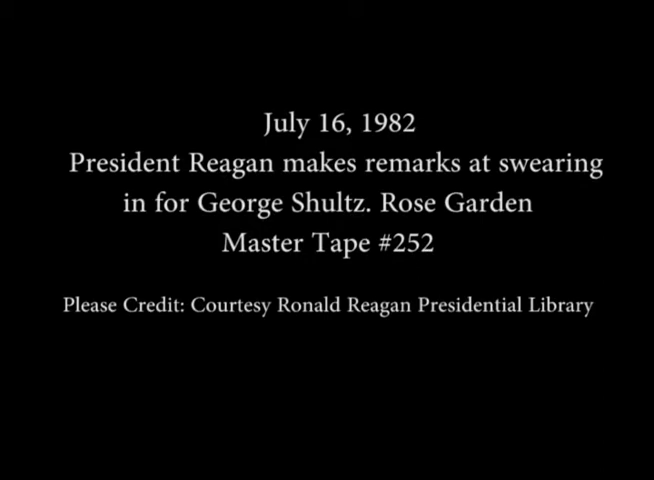 July 16, 1982
President Reagan makes remarks at swearing
in for George Shultz. Rose Garden
Master Tape #252
Please Credit: Courtesy Ronald Reagan Presidential Library